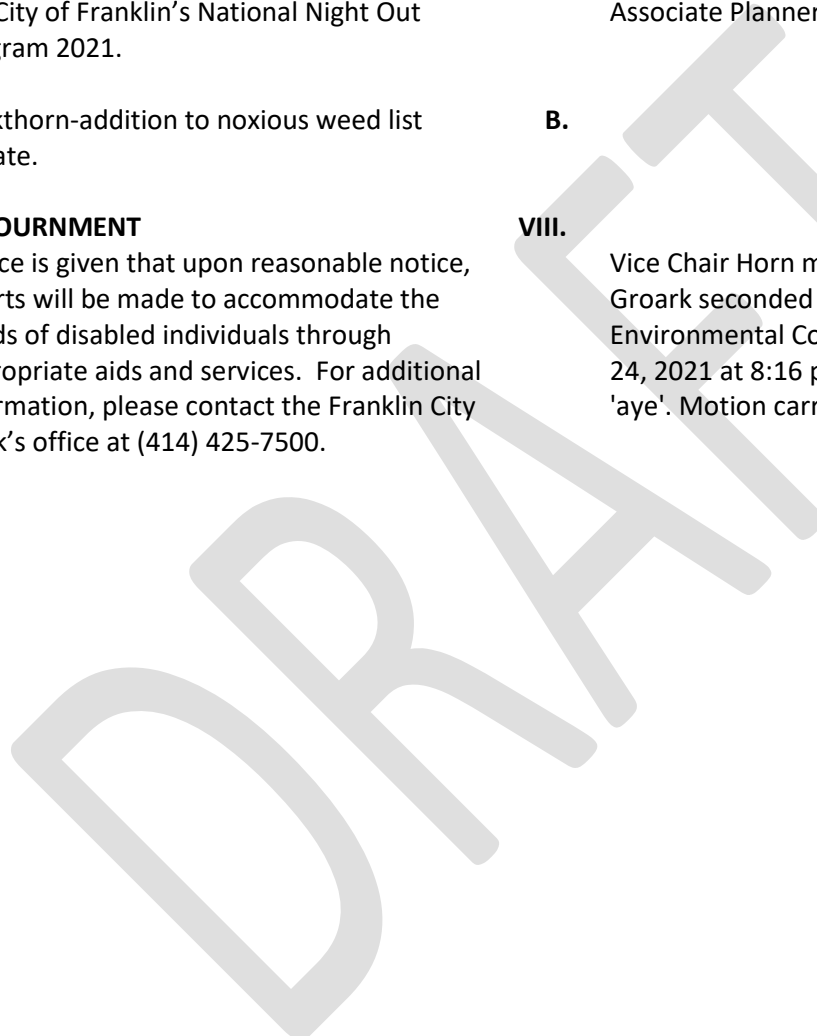 City of Franklin's National Night Out
gram 2021.
kthorn-addition to noxious weed list
ate.
OURNMENT
ice is given that upon reasonable notice,
rts will be made to accommodate the
ds of disabled individuals through
ropriate aids and services. For additional
rmation, please contact the Franklin City
k's office at (414) 425-7500.
Associate Planner
B.
VIII.
Vice Chair Horn m
Groark seconded
Environmental Co
24, 2021 at 8:16 p
'aye'. Motion carr
DRAFT